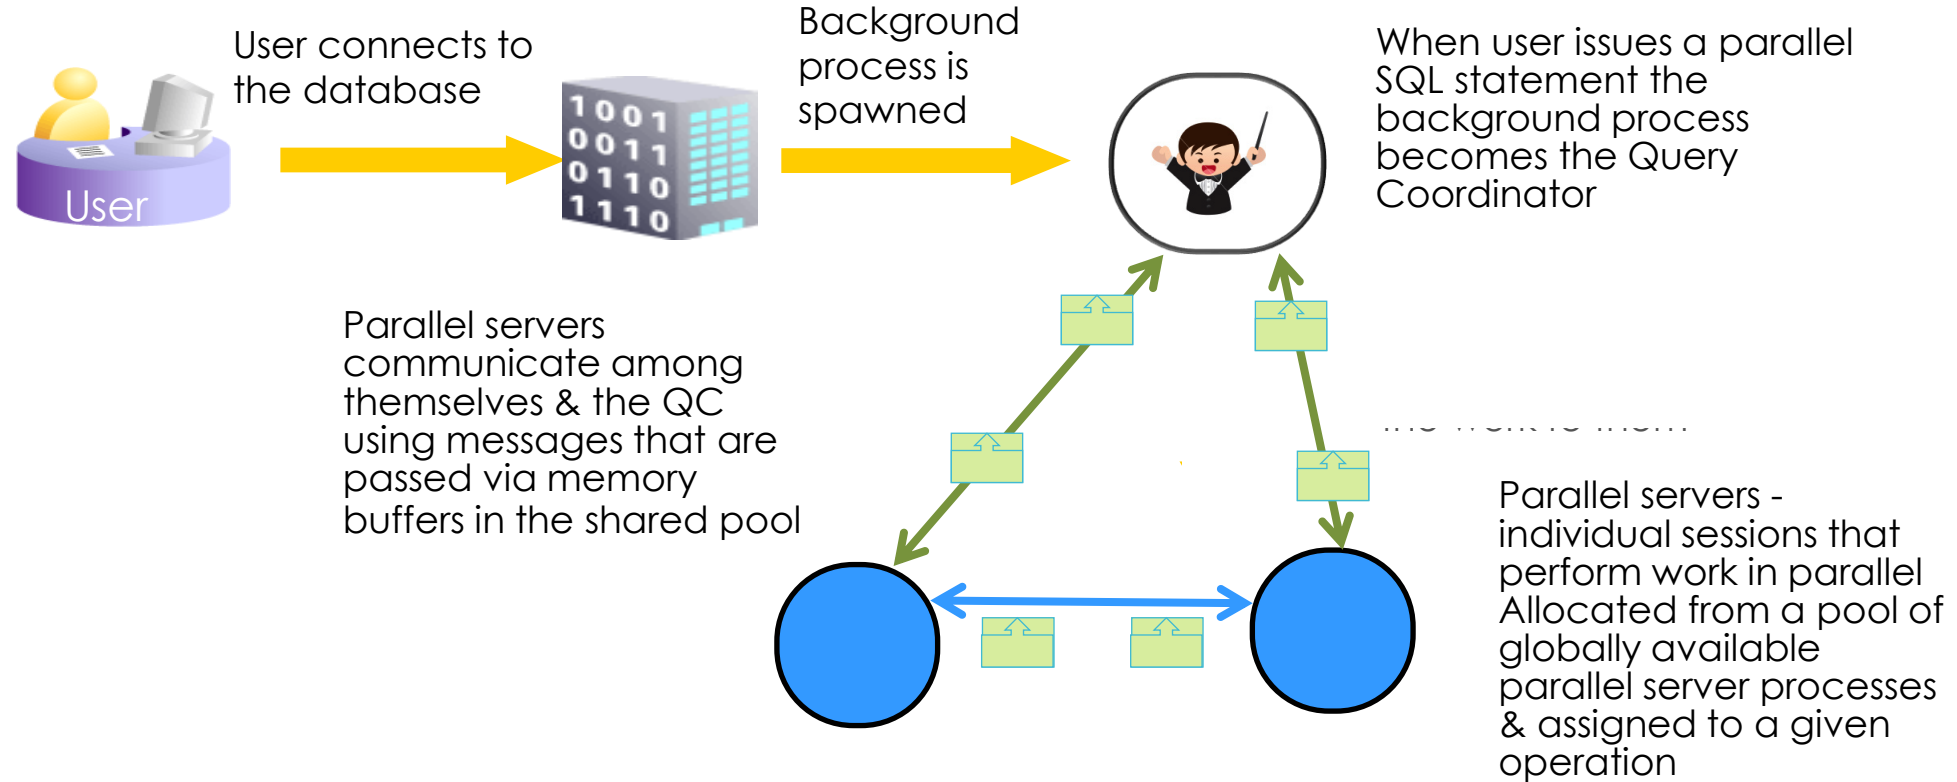 User connects to
the database
User
1001
0011
0110
1110
Background
process is
spawned
When user issues a parallel
SQL statement the
background process
becomes the Query
Coordinator
Parallel servers
communicate among
themselves & the QC
using messages that are
passed via memory
buffers in the shared pool
Parallel servers -
individual sessions that
perform work in parallel
Allocated from a pool of
globally available
parallel server processes
& assigned to a given
operation